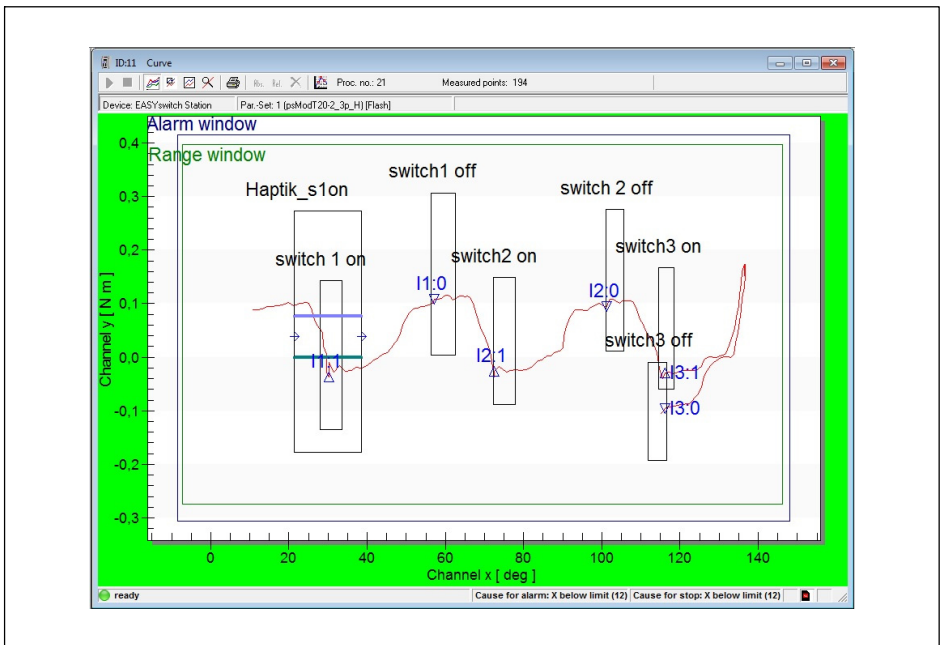 ID:11 Curve
Abs. Rel. Proc. no.: 21 Measured points: 194
Device: EASYswitch Station Par.-Set: 1 (psModT20-2_3p_H) [Flash]
Alarm window
Range window
0,4
0,3
0,2
0,1
0,0
-0,1
-0,2
-0,3
Channel y [ N m ]
Haptik_s1on
switch 1 on
I1:1
switch1 off
I1:0
switch2 on
I2:1
switch 2 off
I2:0
switch3 on
switch3 off
I3:1
I3:0
0 20 40 60 80 100 120 140
Channel x [ deg ]
ready Cause for alarm: X below limit (12) Cause for stop: X below limit (12)